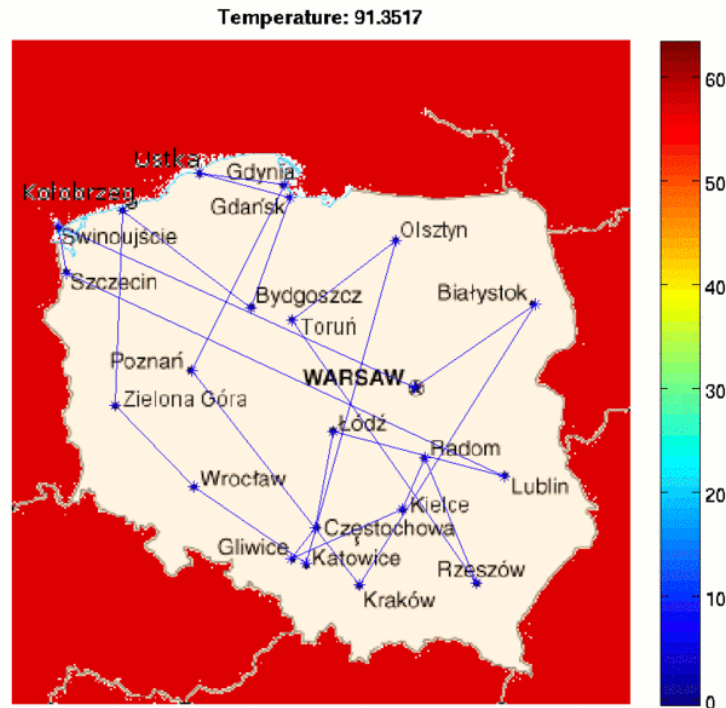 Temperature: 91.3517
60
Ustka
Gdynia
Kołobrzeg
Gdańsk
Świnoujście
Olsztyn
50
Szczecin
Bydgoszcz
Białystok
Toruń
40
Poznań
WARSAW
Zielona Góra
Łódź
30
Radom
Wrocław
Lublin
20
Kielce
Częstochowa
Gliwice
Katowice
Rzeszów
10
Kraków
0